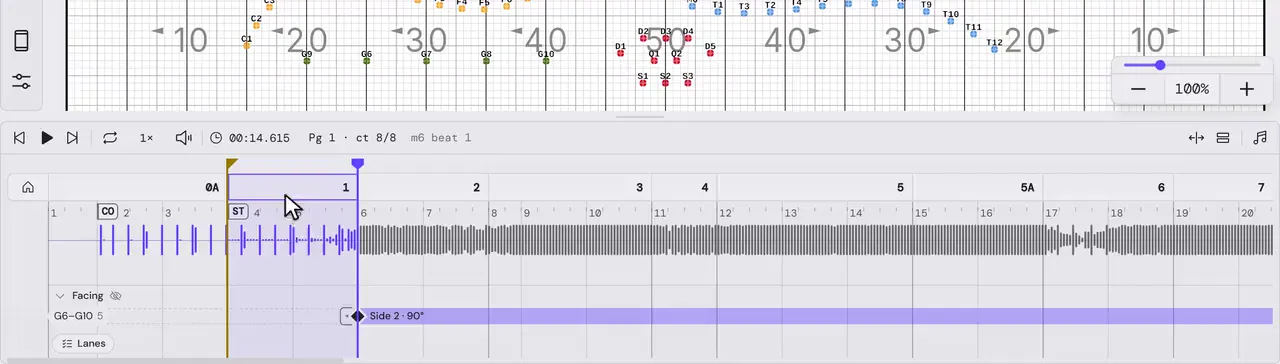 C3 F4 F5 T1 T3 T2 T4 T9
C2 T10
C1 10 20 30 40 50 40 30 20 10
D2 D3 D4 T11
G9 G6 G7 G8 G10 D1 Q1 Q2 D5 T12
S1 S2 S3
100%
1× 00:14.615 Pg 1 · ct 8/8 m6 beat 1
0A 1 2 3 4 5 5A 6 7
1 CO 2 3 ST 4 6 7 8 9 10 11 12 13 14 15 16 17 18 19 20
Facing
G6–G10 5 Side 2 · 90°
Lanes